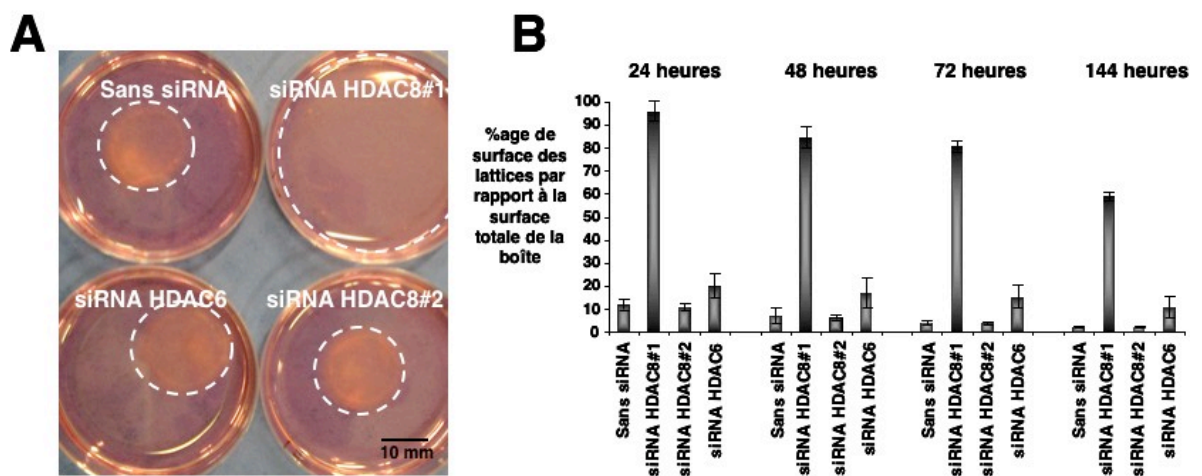 A
Sans siRNA
siRNA HDAC8#1
siRNA HDAC6
siRNA HDAC8#2
10 mm
B
24 heures
48 heures
72 heures
144 heures
%age de
surface des
lattices par
rapport à la
surface
totale de la
boîte
100
90
80
70
60
50
40
30
20
10
0
Sans siRNA
siRNA HDAC8#1
siRNA HDAC8#2
siRNA HDAC6
Sans siRNA
siRNA HDAC8#1
siRNA HDAC8#2
siRNA HDAC6
Sans siRNA
siRNA HDAC8#1
siRNA HDAC8#2
siRNA HDAC6
Sans siRNA
siRNA HDAC8#1
siRNA HDAC8#2
siRNA HDAC6